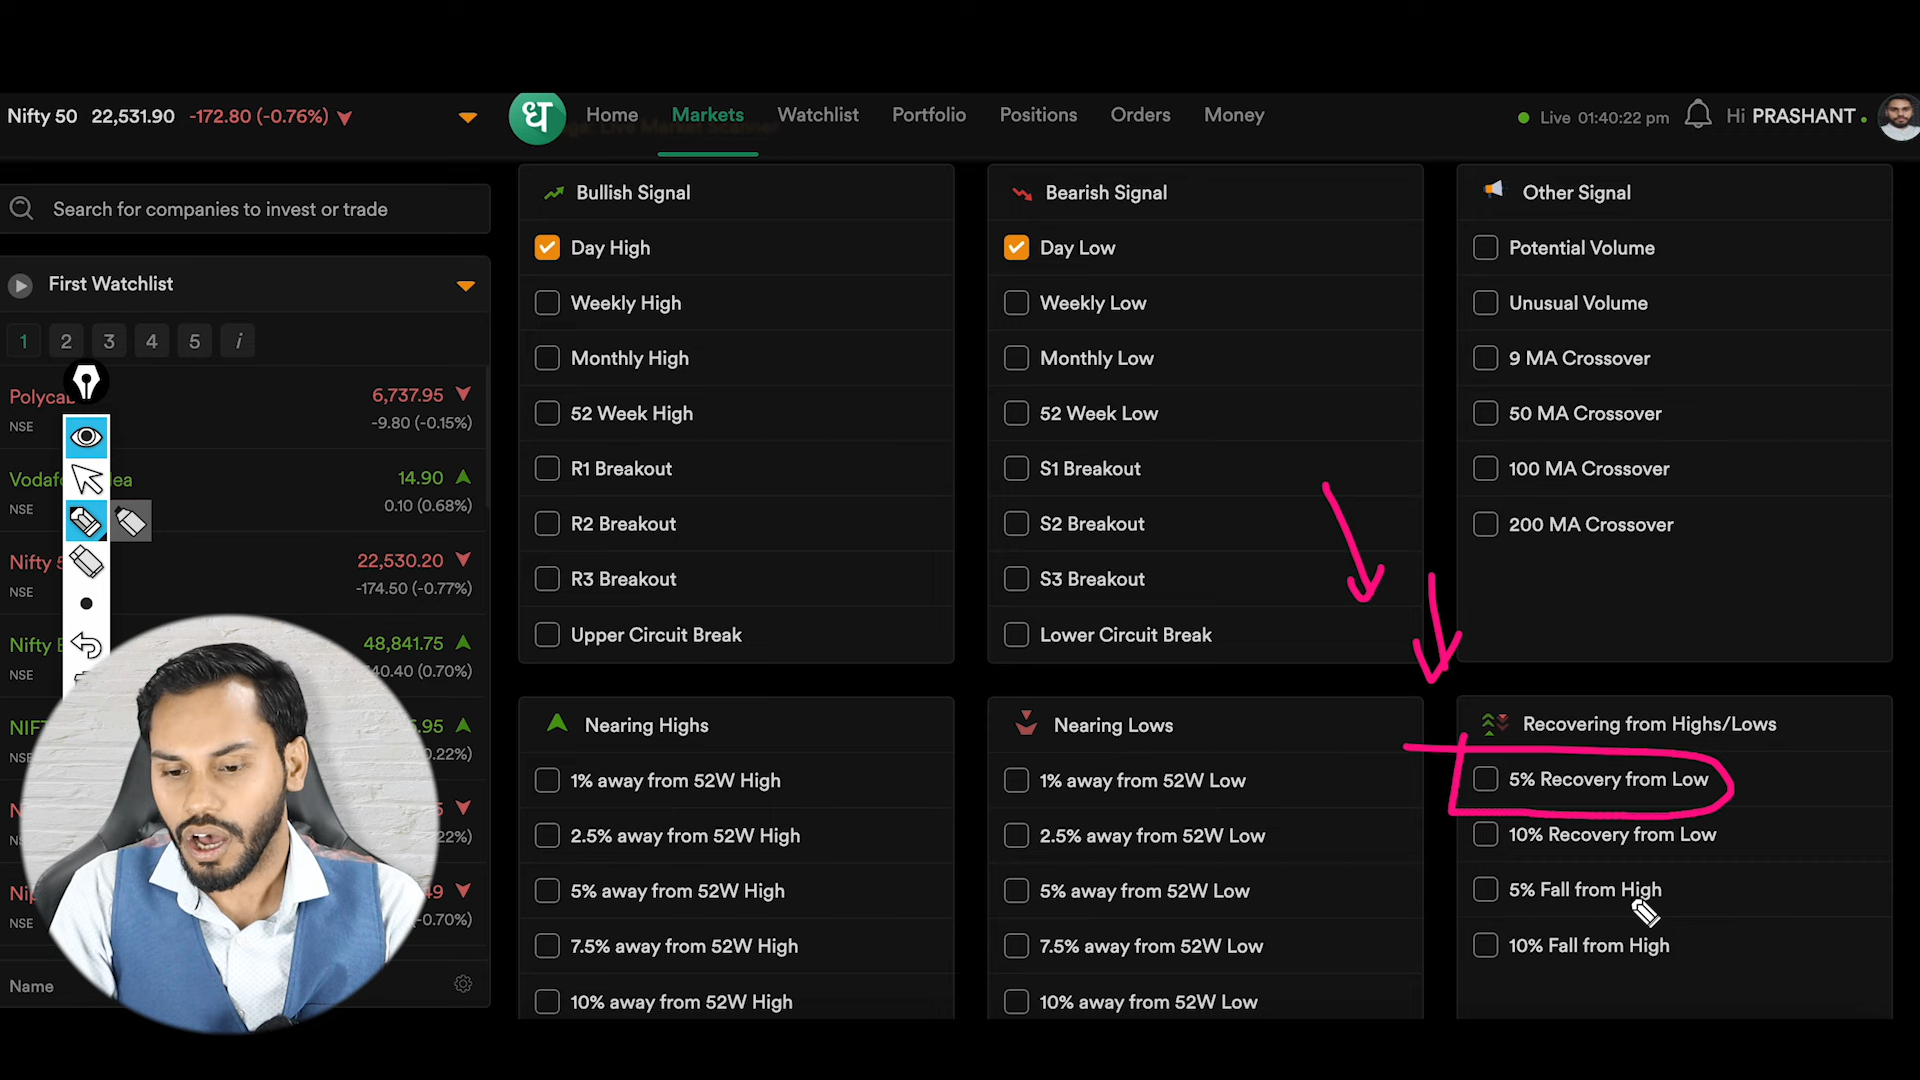 Nifty 50 22,531.90 -172.80 (-0.76%)
ध Home Markets Watchlist Portfolio Positions Orders Money
Live 01:40:22 pm Hi PRASHANT
Search for companies to invest or trade
First Watchlist
1 2 3 4 5 i
Polycab 6,737.95
NSE -9.80 (-0.15%)
14.90
NSE 0.10 (0.68%)
Nifty 22,530.20
NSE -174.50 (-0.77%)
Nifty 48,841.75
NSE (0.70%)
Name
Bullish Signal
Day High
Weekly High
Monthly High
52 Week High
R1 Breakout
R2 Breakout
R3 Breakout
Upper Circuit Break
Bearish Signal
Day Low
Weekly Low
Monthly Low
52 Week Low
S1 Breakout
S2 Breakout
S3 Breakout
Lower Circuit Break
Other Signal
Potential Volume
Unusual Volume
9 MA Crossover
50 MA Crossover
100 MA Crossover
200 MA Crossover
Nearing Highs
1% away from 52W High
2.5% away from 52W High
5% away from 52W High
7.5% away from 52W High
10% away from 52W High
Nearing Lows
1% away from 52W Low
2.5% away from 52W Low
5% away from 52W Low
7.5% away from 52W Low
10% away from 52W Low
Recovering from Highs/Lows
5% Recovery from Low
10% Recovery from Low
5% Fall from High
10% Fall from High